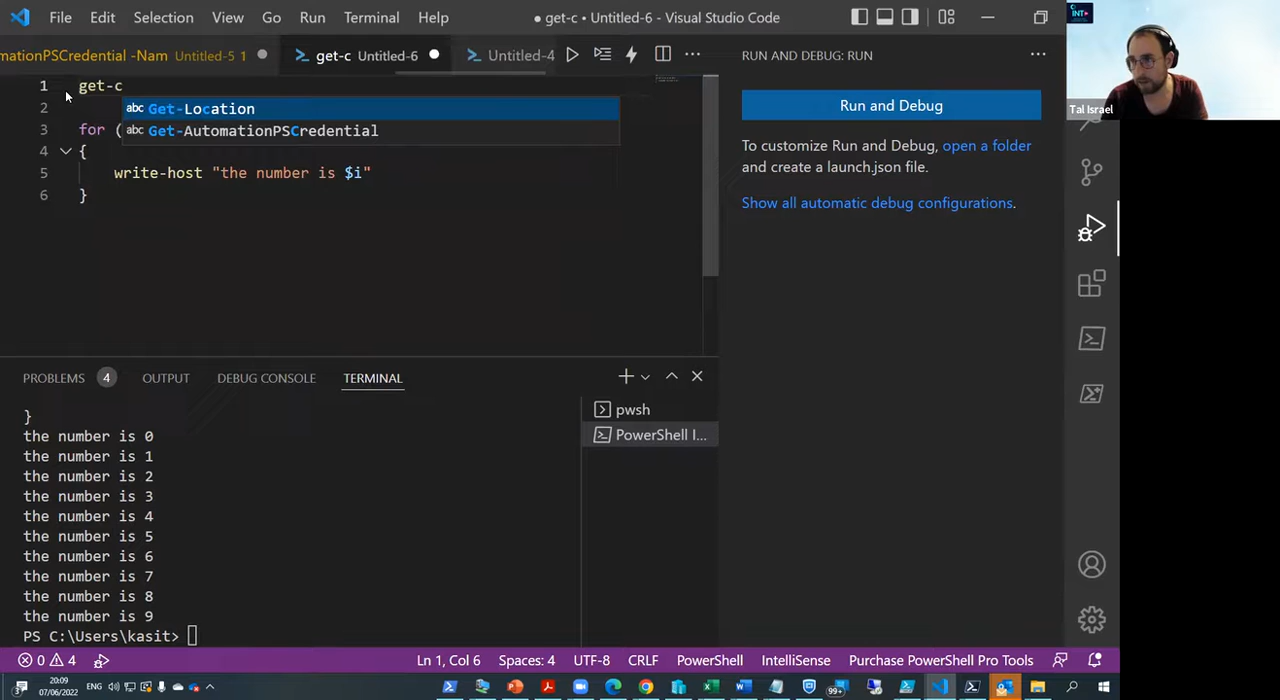 File Edit Selection View Go Run Terminal Help
● get-c • Untitled-6 - Visual Studio Code
INT
mationPSCredential -Nam Untitled-5 1
get-c Untitled-6
Untitled-4
RUN AND DEBUG: RUN
1 get-c
abc Get-Location
abc Get-AutomationPSCredential
2
3 for (
4 {
5 write-host "the number is $i"
6 }
Run and Debug
To customize Run and Debug, open a folder
and create a launch.json file.
Show all automatic debug configurations.
Tal Israel
PROBLEMS 4 OUTPUT DEBUG CONSOLE TERMINAL
pwsh
PowerShell I...
}
the number is 0
the number is 1
the number is 2
the number is 3
the number is 4
the number is 5
the number is 6
the number is 7
the number is 8
the number is 9
PS C:\Users\kasit>
0 4 Ln 1, Col 6 Spaces: 4 UTF-8 CRLF PowerShell IntelliSense Purchase PowerShell Pro Tools
3 20:09
07/06/2022
ENG
99+